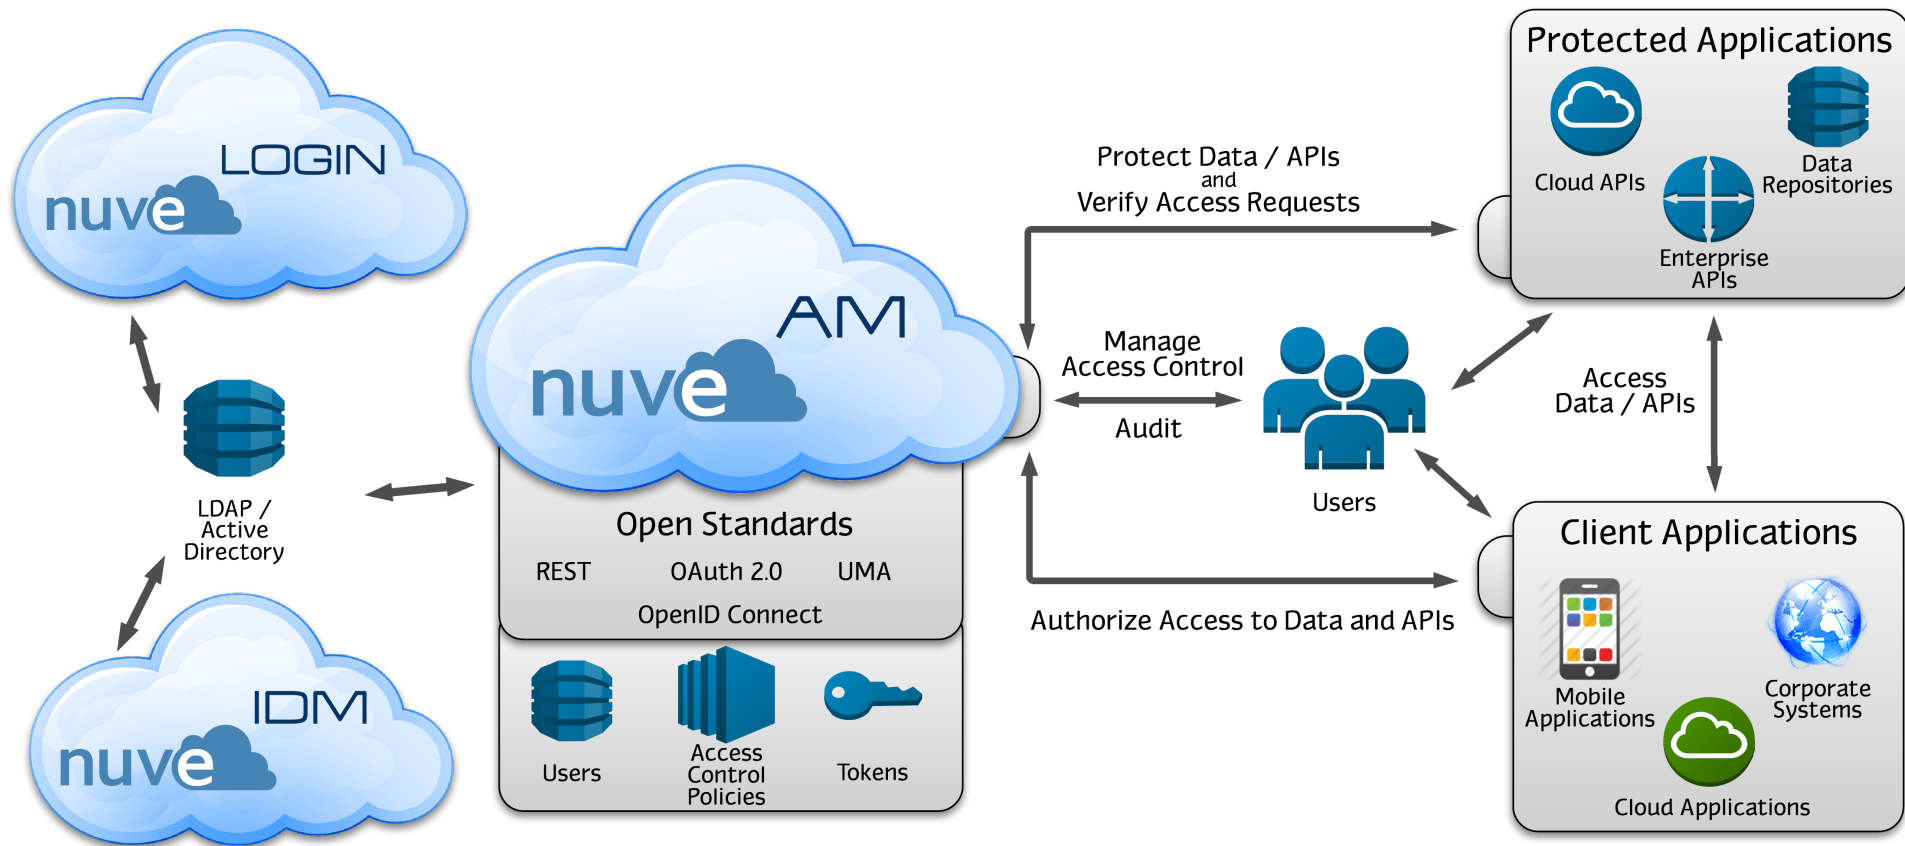 LOGIN
nuve
LDAP /
Active
Directory
IDM
nuve
AM
nuve
Open Standards
REST
OAuth 2.0
UMA
OpenID Connect
Users
Access
Control
Policies
Tokens
Protect Data / APIs
and
Verify Access Requests
Manage
Access Control
Audit
Users
Authorize Access to Data and APIs
Protected Applications
Cloud APIs
Data
Repositories
Enterprise
APIs
Access
Data / APIs
Client Applications
Mobile
Applications
Corporate
Systems
Cloud Applications